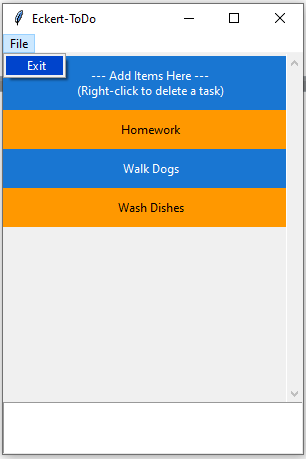 Eckert-ToDo
File
Exit
--- Add Items Here ---
(Right-click to delete a task)
Homework
Walk Dogs
Wash Dishes